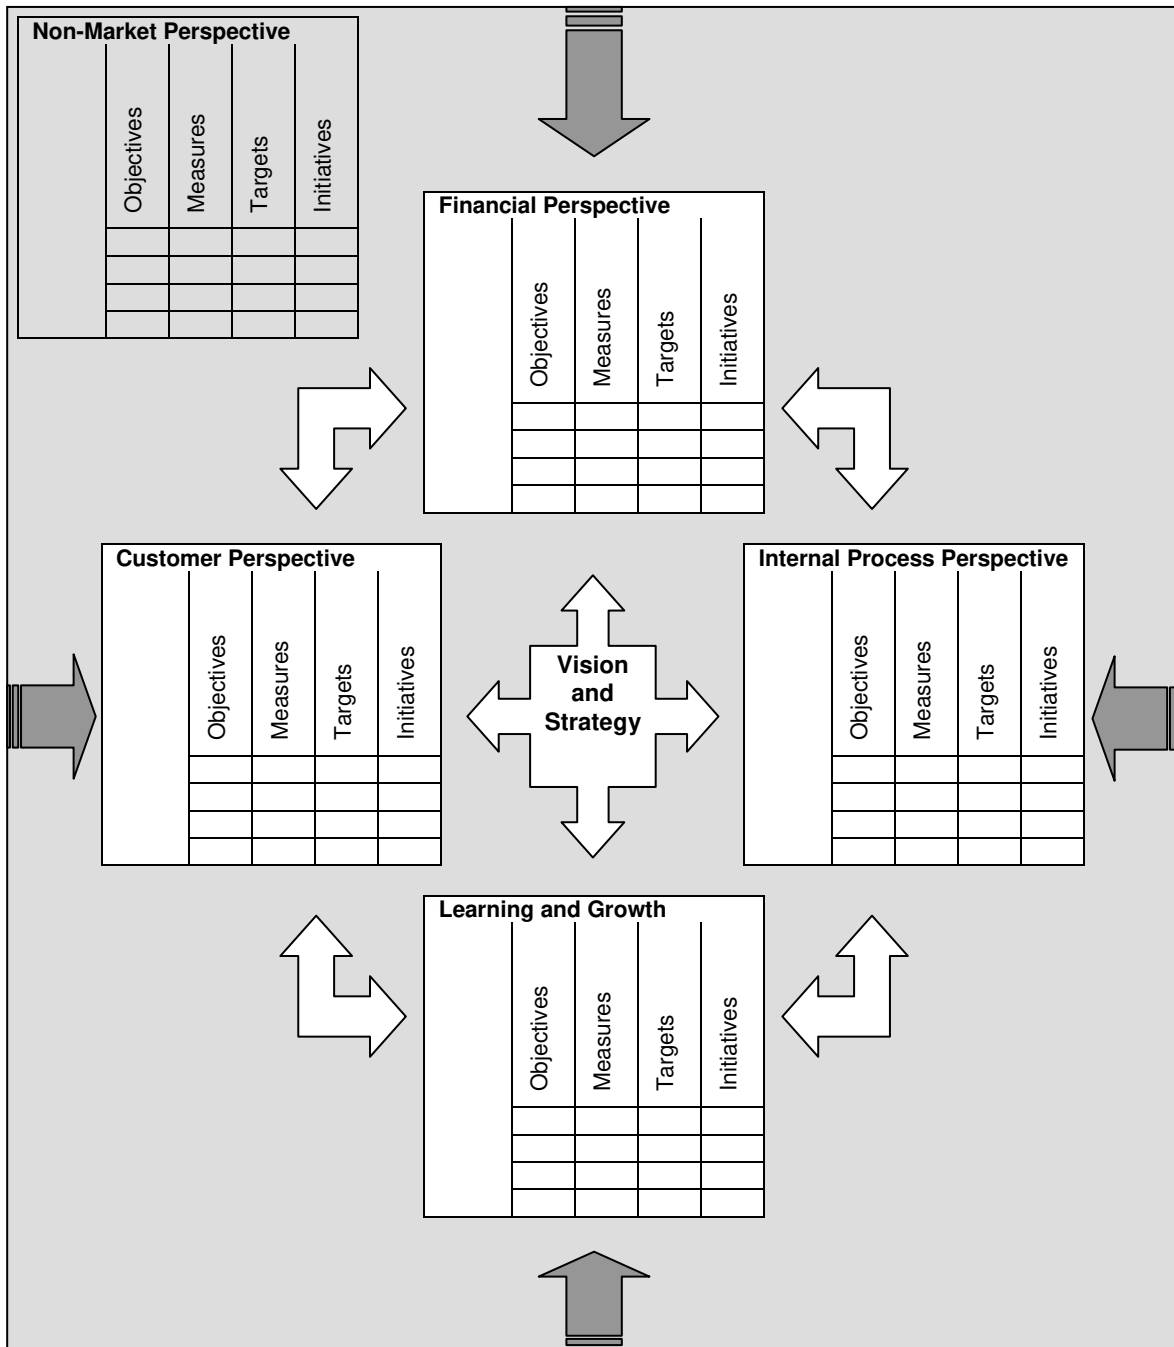 Non-Market Perspective
Objectives
Measures
Targets
Initiatives
Financial Perspective
Objectives
Measures
Targets
Initiatives
Customer Perspective
Objectives
Measures
Targets
Initiatives
Vision
and
Strategy
Internal Process Perspective
Objectives
Measures
Targets
Initiatives
Learning and Growth
Objectives
Measures
Targets
Initiatives